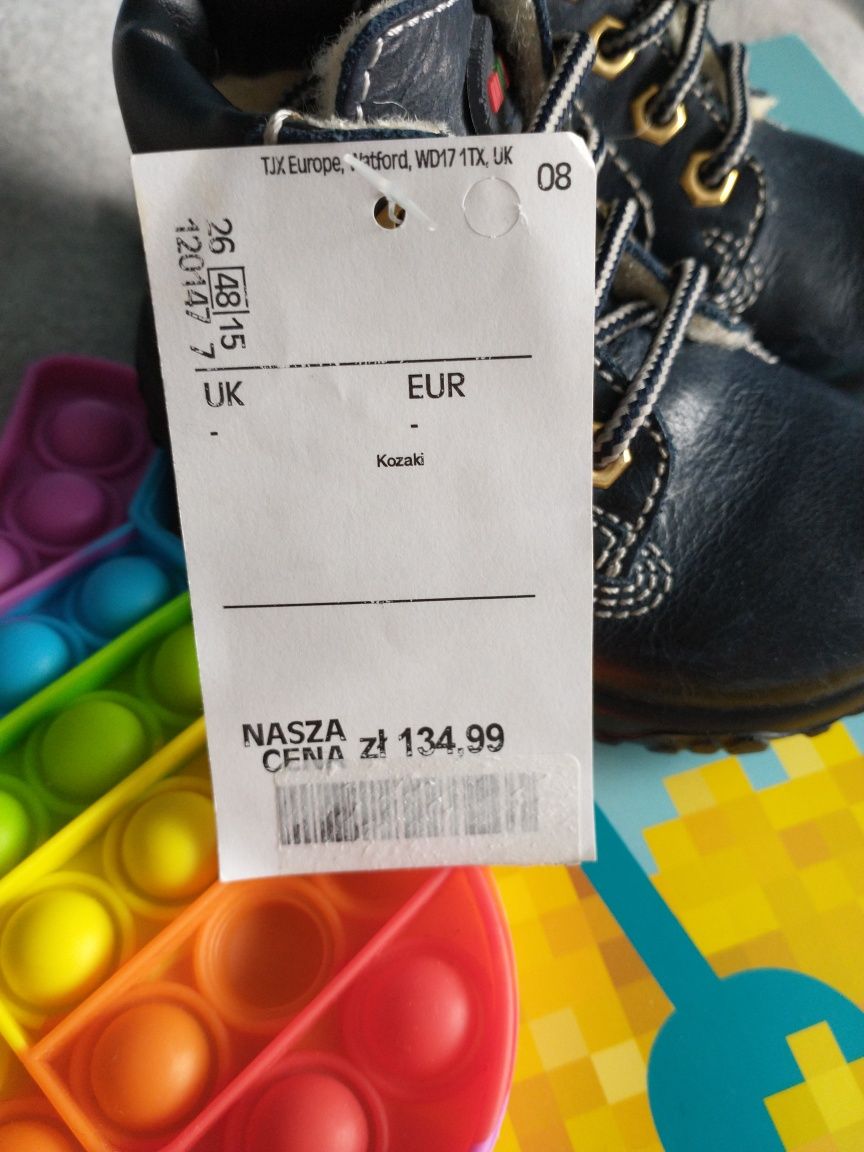 TJX Europe, Watford, WD17 1TX, UK
08
26 48 15
120147 7
UK EUR
- -
Kozaki
NASZA
CENA zł 134,99